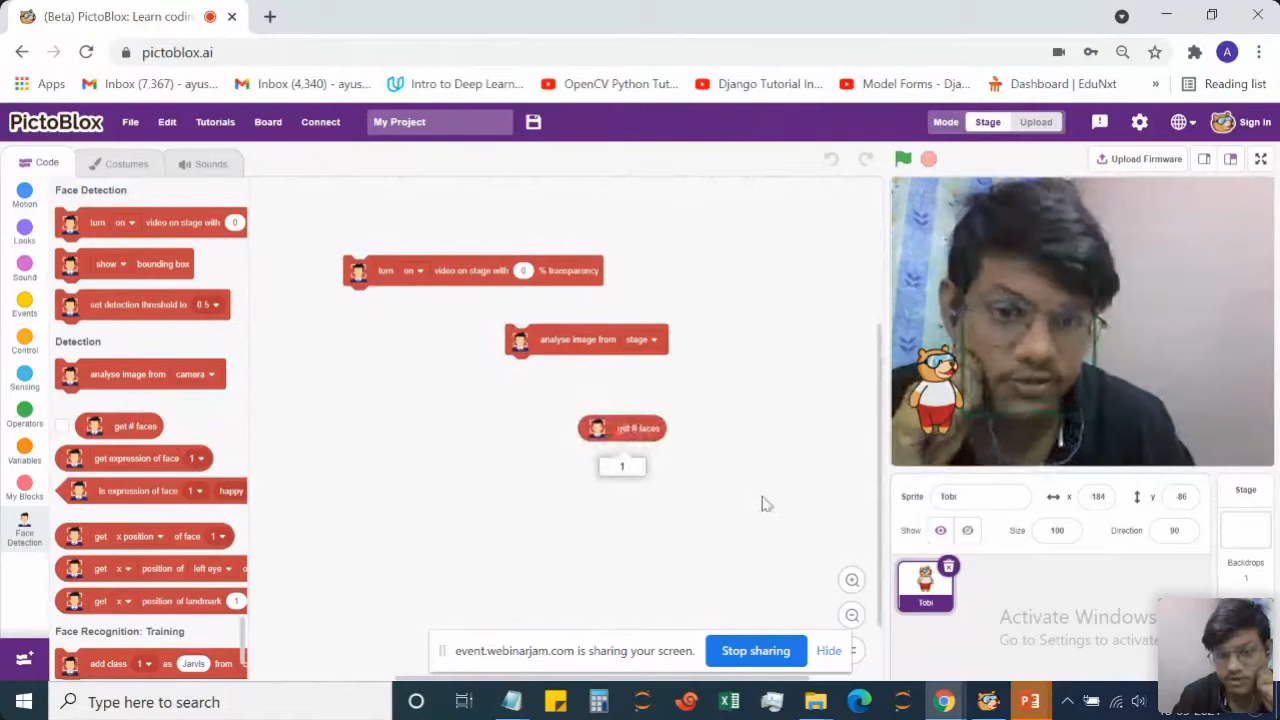 (Beta) PictoBlox: Learn codin
pictoblox.ai
Apps
Inbox (7,367) - ayus...
Inbox (4,340) - ayus...
Intro to Deep Learn...
OpenCV Python Tut...
Django Tutorial In...
Model Forms - Dja...
Dashboard | EduNxt
»
Reading list
A
PictoBlox
File
Edit
Tutorials
Board
Connect
My Project
Mode
Stage
Upload
Sign In
Code
Costumes
Sounds
Upload Firmware
Motion
Looks
Sound
Events
Control
Sensing
Operators
Variables
My Blocks
Face Detection
Face Detection
turn on video on stage with 0
show bounding box
set detection threshold to 0.5
Detection
analyse image from camera
get # faces
get expression of face 1
is expression of face 1 happy
get x position of face 1
get x position of left eye o
get x position of landmark 1
Face Recognition: Training
add class 1 as Jarvis from
turn on video on stage with 0 % transparency
analyse image from stage
# faces
1
Sprite
Tobi
x
184
y
-86
Show
Size
100
Direction
90
Tobi
Stage
Backdrops
1
Activate Windows
Go to Settings to activate
event.webinarjam.com is sharing your screen.
Stop sharing
Hide
Type here to search